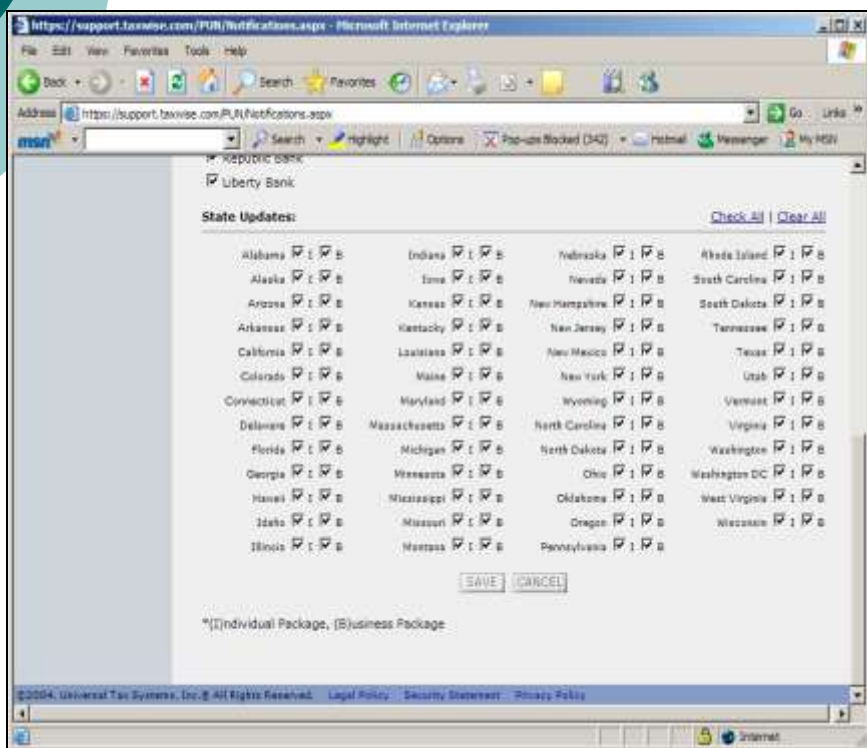 https://support.taxwise.com/PUN/Notifications.aspx - Microsoft Internet Explorer
File Edit View Favorites Tools Help
Back Search Favorites
Address https://support.taxwise.com/PUN/Notifications.aspx Go Links »
msn Search Highlight Options Pop-ups Blocked (342) Hotmail Messenger My MSN
Republic Bank
Liberty Bank
State Updates: Check All | Clear All
Alabama I B Indiana I B Nebraska I B Rhode Island I B
Alaska I B Iowa I B Nevada I B South Carolina I B
Arizona I B Kansas I B New Hampshire I B South Dakota I B
Arkansas I B Kentucky I B New Jersey I B Tennessee I B
California I B Louisiana I B New Mexico I B Texas I B
Colorado I B Maine I B New York I B Utah I B
Connecticut I B Maryland I B Wyoming I B Vermont I B
Delaware I B Massachusetts I B North Carolina I B Virginia I B
Florida I B Michigan I B North Dakota I B Washington I B
Georgia I B Minnesota I B Ohio I B Washington DC I B
Hawaii I B Mississippi I B Oklahoma I B West Virginia I B
Idaho I B Missouri I B Oregon I B Wisconsin I B
Illinois I B Montana I B Pennsylvania I B
SAVE CANCEL
*(I)ndividual Package, (B)usiness Package
©2004, Universal Tax Systems, Inc.® All Rights Reserved. Legal Policy Security Statement Privacy Policy
Internet